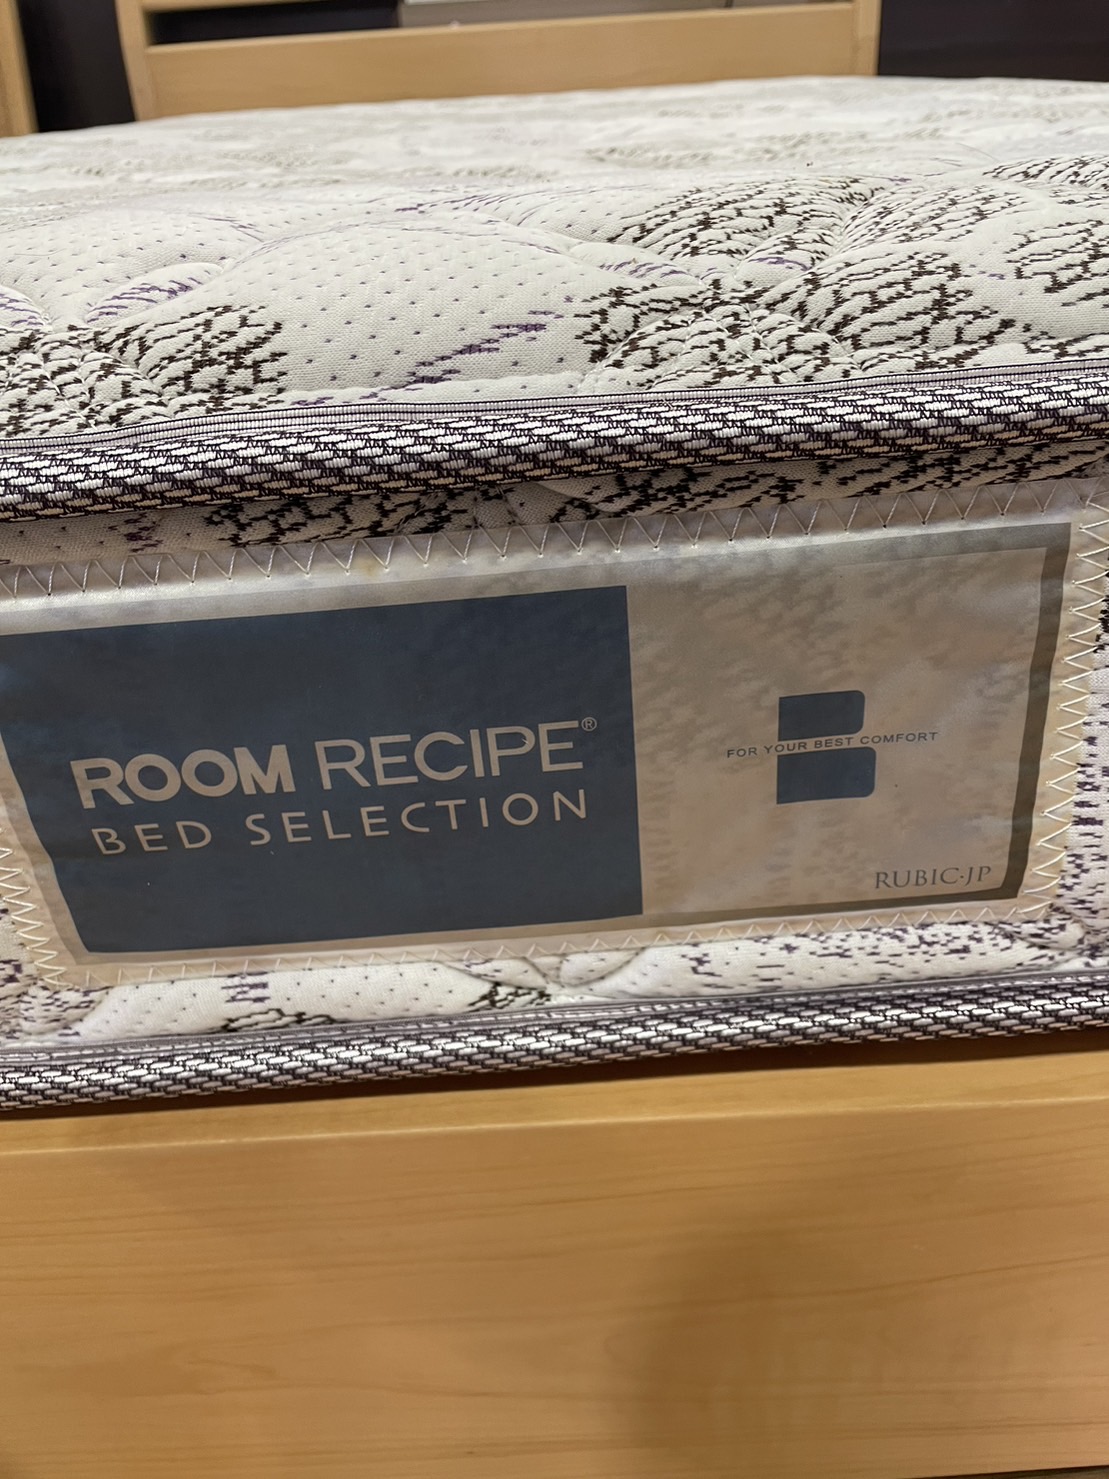 ROOM RECIPE®
BED SELECTION
FOR YOUR BEST COMFORT
RUBIC·JP